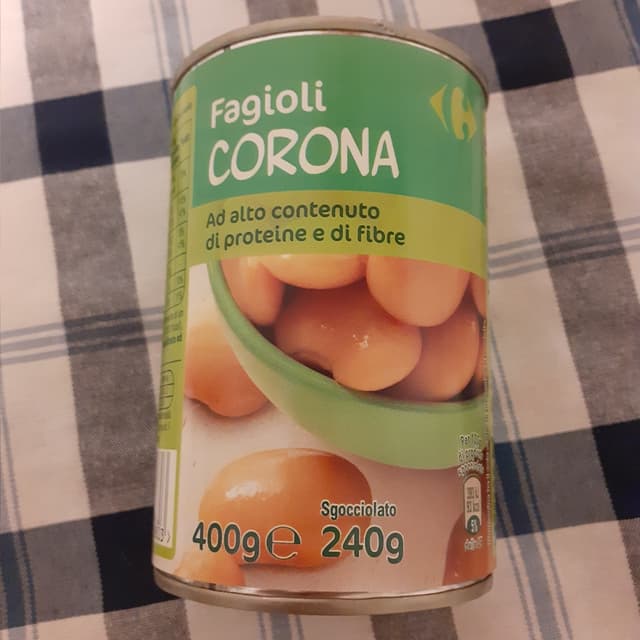 Fagioli
CORONA
Ad alto contenuto
di proteine e di fibre
Sgocciolato
400g e 240g